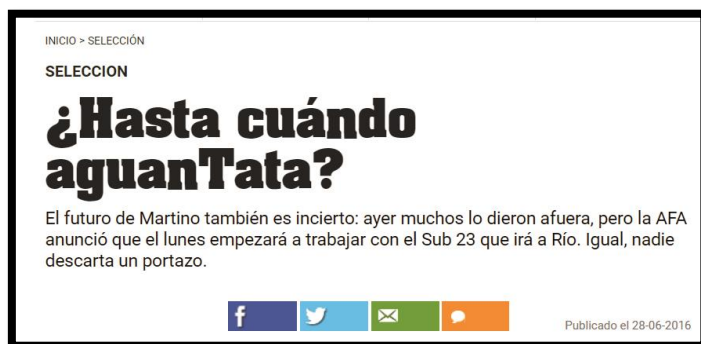 INICIO > SELECCIÓN
SELECCION
¿Hasta cuándo
aguanTata?
El futuro de Martino también es incierto: ayer muchos lo dieron afuera, pero la AFA
anunció que el lunes empezará a trabajar con el Sub 23 que irá a Río. Igual, nadie
descarta un portazo.
Publicado el 28-06-2016